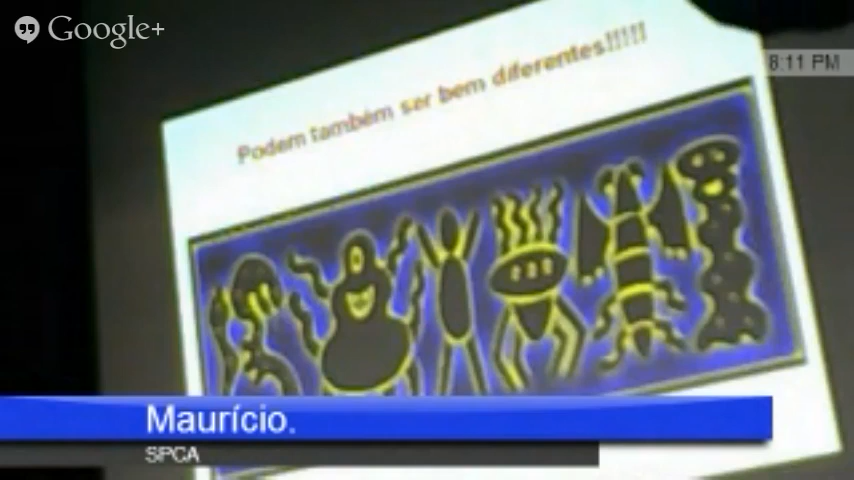 Google+
8:11 PM
Podem também ser bem diferentes!!!!!
Maurício.
SPCA